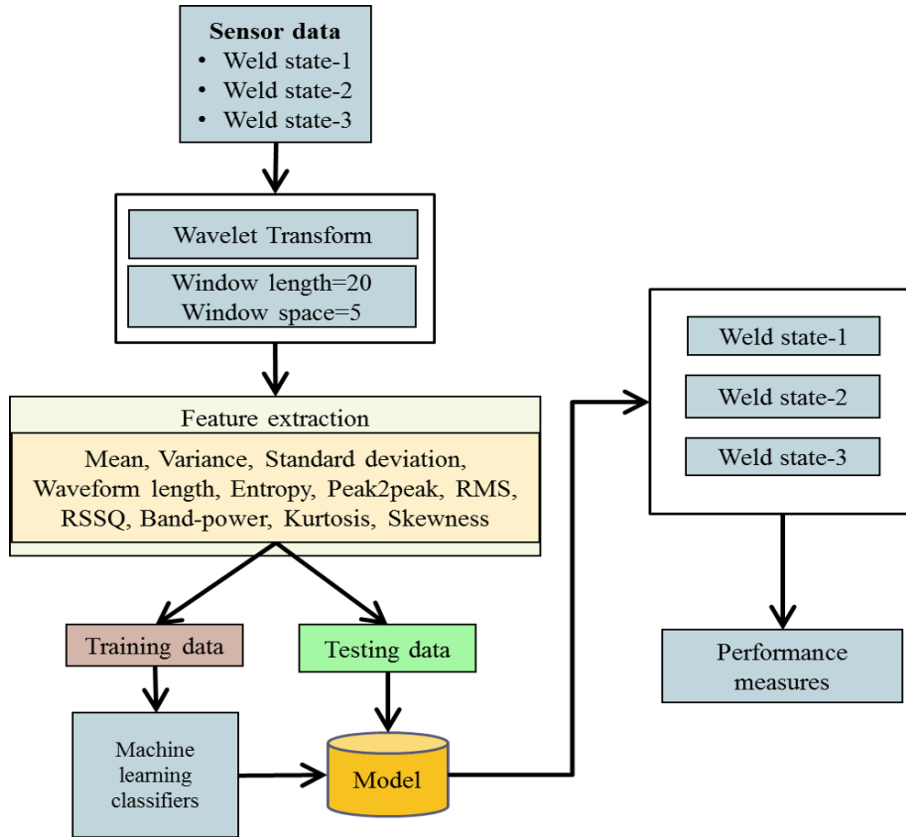 Sensor data
• Weld state-1
• Weld state-2
• Weld state-3
Wavelet Transform
Window length=20
Window space=5
Feature extraction
Mean, Variance, Standard deviation,
Waveform length, Entropy, Peak2peak, RMS,
RSSQ, Band-power, Kurtosis, Skewness
Training data
Testing data
Machine
learning
classifiers
Model
Weld state-1
Weld state-2
Weld state-3
Performance
measures